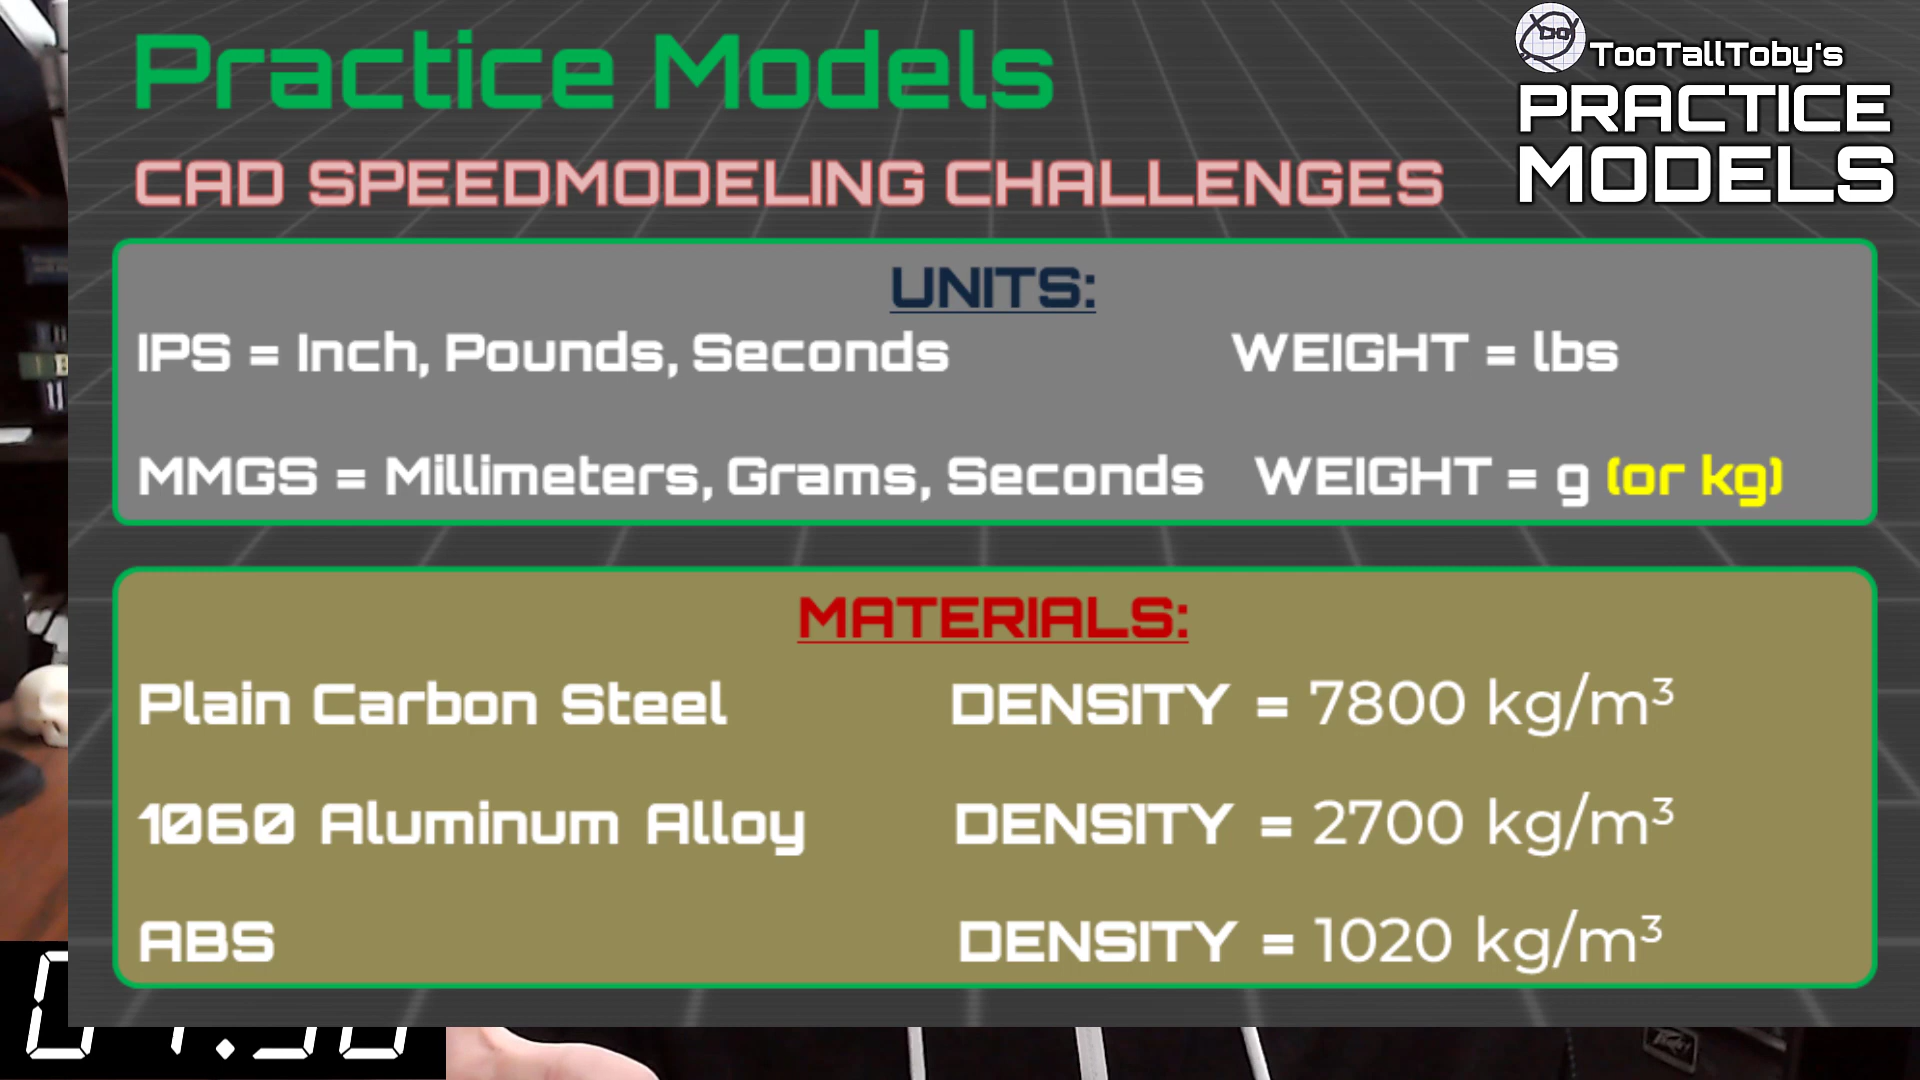 Practice Models
TooTallToby's
PRACTICE
MODELS
CAD SPEEDMODELING CHALLENGES
UNITS:
IPS = Inch, Pounds, Seconds WEIGHT = lbs
MMGS = Millimeters, Grams, Seconds WEIGHT = g (or kg)
MATERIALS:
Plain Carbon Steel DENSITY = 7800 kg/m³
1060 Aluminum Alloy DENSITY = 2700 kg/m³
ABS DENSITY = 1020 kg/m³